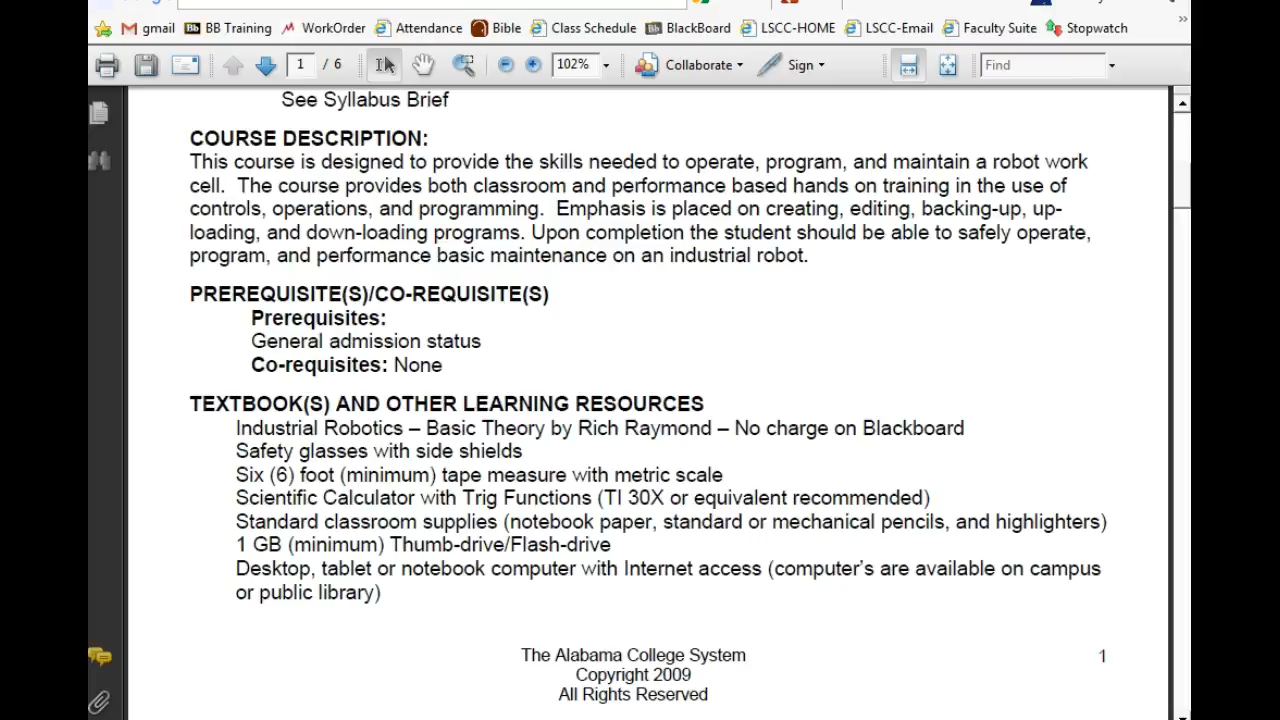 gmail BB Training WorkOrder Attendance Bible Class Schedule BlackBoard LSCC-HOME LSCC-Email Faculty Suite Stopwatch »
1 / 6 102% Collaborate Sign Find
See Syllabus Brief
COURSE DESCRIPTION:
This course is designed to provide the skills needed to operate, program, and maintain a robot work
cell.  The course provides both classroom and performance based hands on training in the use of
controls, operations, and programming.  Emphasis is placed on creating, editing, backing-up, up-
loading, and down-loading programs. Upon completion the student should be able to safely operate,
program, and performance basic maintenance on an industrial robot.
PREREQUISITE(S)/CO-REQUISITE(S)
Prerequisites:
General admission status
Co-requisites: None
TEXTBOOK(S) AND OTHER LEARNING RESOURCES
Industrial Robotics – Basic Theory by Rich Raymond – No charge on Blackboard
Safety glasses with side shields
Six (6) foot (minimum) tape measure with metric scale
Scientific Calculator with Trig Functions (TI 30X or equivalent recommended)
Standard classroom supplies (notebook paper, standard or mechanical pencils, and highlighters)
1 GB (minimum) Thumb-drive/Flash-drive
Desktop, tablet or notebook computer with Internet access (computer's are available on campus
or public library)
The Alabama College System 1
Copyright 2009
All Rights Reserved